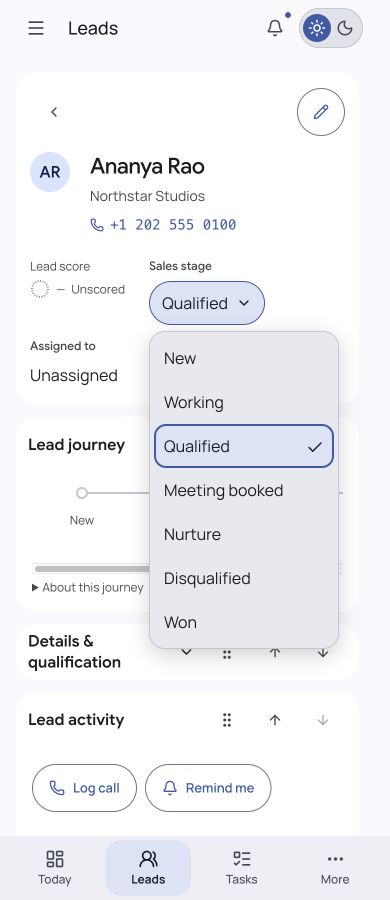 Leads
AR
Ananya Rao
Northstar Studios
+1 202 555 0100
Lead score
Sales stage
— Unscored
Qualified
Assigned to
Unassigned
New
Working
Qualified
Meeting booked
Nurture
Disqualified
Won
Lead journey
New
About this journey
Details &
qualification
Lead activity
Log call
Remind me
Today
Leads
Tasks
More